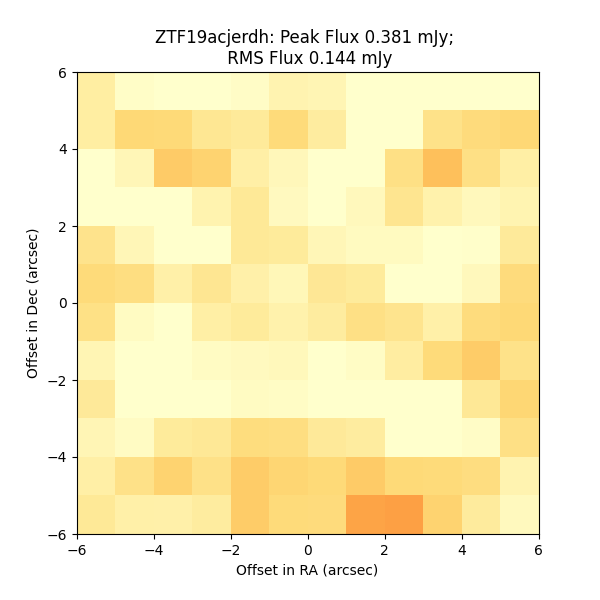 ZTF19acjerdh: Peak Flux 0.381 mJy;
RMS Flux 0.144 mJy
6
4
2
0
−2
−4
−6
Offset in Dec (arcsec)
−6 −4 −2 0 2 4 6
Offset in RA (arcsec)